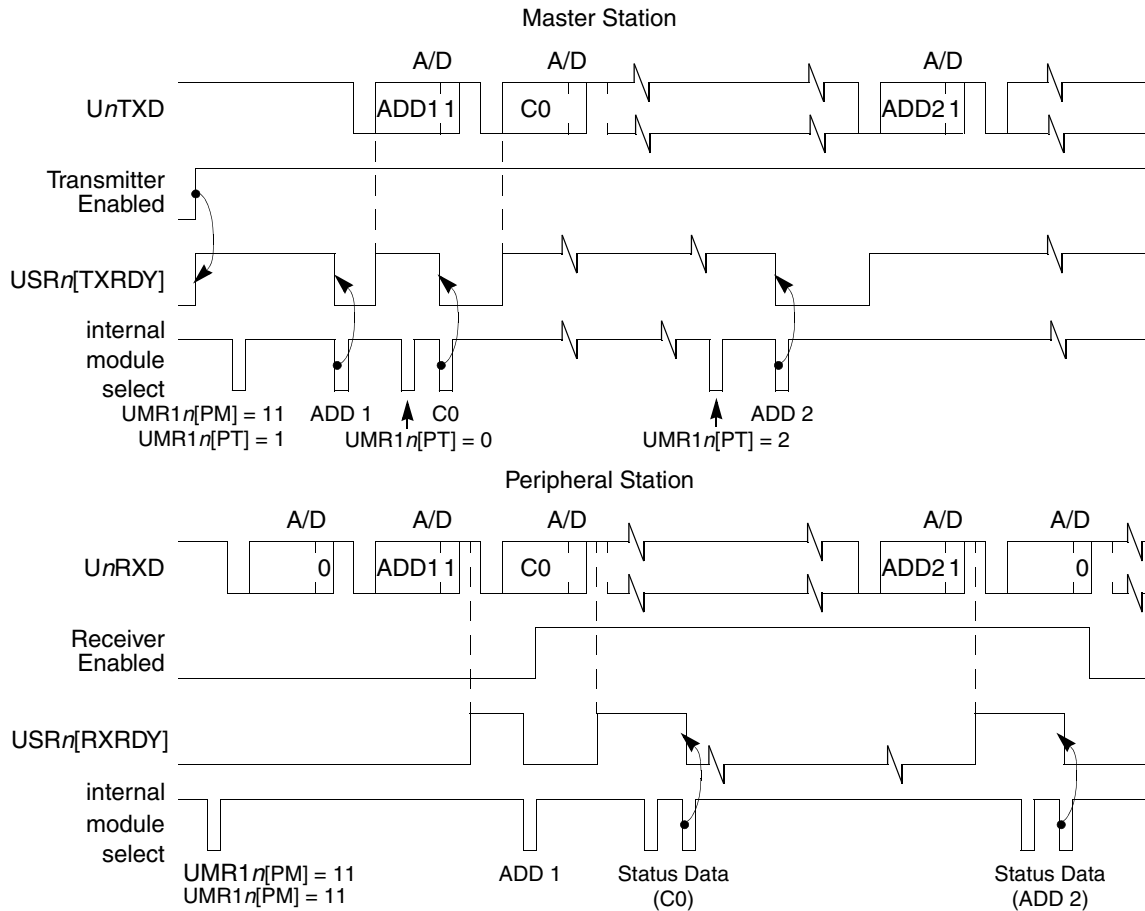 Master Station
A/D A/D A/D
UnTXD ADD1 1 C0 ADD2 1
Transmitter
Enabled
USRn[TXRDY]
internal
module
select
UMR1n[PM] = 11 ADD 1 C0 ADD 2
UMR1n[PT] = 1 UMR1n[PT] = 0 UMR1n[PT] = 2
Peripheral Station
A/D A/D A/D A/D A/D
UnRXD 0 ADD1 1 C0 ADD2 1 0
Receiver
Enabled
USRn[RXRDY]
internal
module
select
UMR1n[PM] = 11 ADD 1 Status Data Status Data
UMR1n[PM] = 11 (C0) (ADD 2)